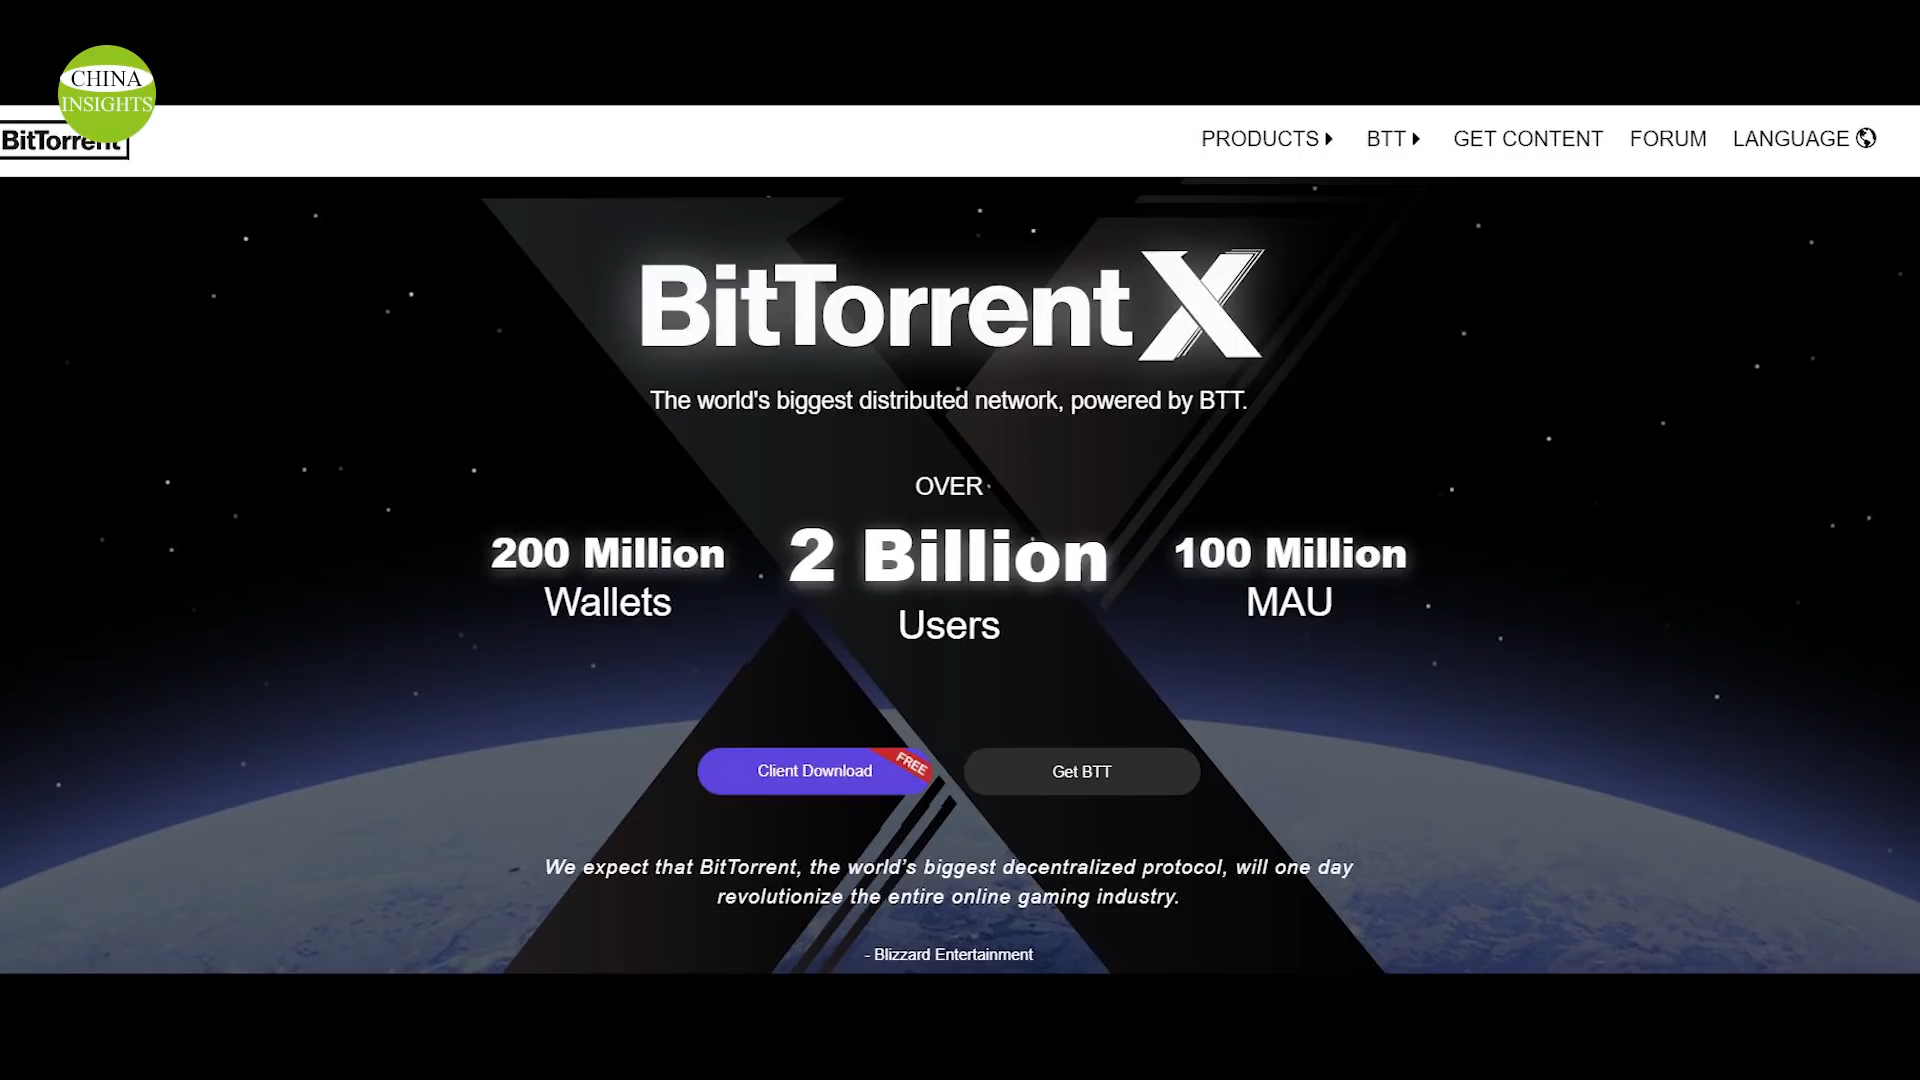 CHINA
INSIGHTS
BitTorrent
PRODUCTS BTT GET CONTENT FORUM LANGUAGE
BitTorrent X
The world's biggest distributed network, powered by BTT.
OVER
200 Million 2 Billion 100 Million
Wallets Users MAU
Client Download FREE Get BTT
We expect that BitTorrent, the world’s biggest decentralized protocol, will one day
revolutionize the entire online gaming industry.
- Blizzard Entertainment